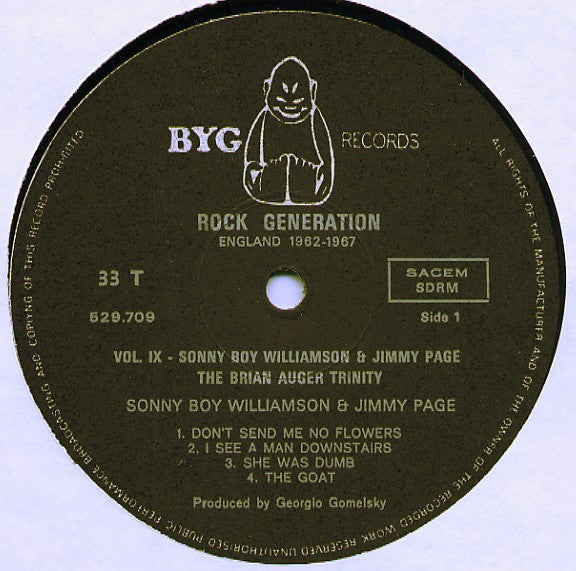 BYG RECORDS
ROCK GENERATION
ENGLAND 1962-1967
33 T
529.709
SACEM
SDRM
Side 1
VOL. IX - SONNY BOY WILLIAMSON & JIMMY PAGE
THE BRIAN AUGER TRINITY
SONNY BOY WILLIAMSON & JIMMY PAGE
1. DON'T SEND ME NO FLOWERS
2. I SEE A MAN DOWNSTAIRS
3. SHE WAS DUMB
4. THE GOAT
Produced by Georgio Gomelsky
ALL RIGHTS OF THE MANUFACTURER AND OF THE OWNER OF THE RECORDED WORK RESERVED UNAUTHORISED PUBLIC PERFORMANCE BROADCASTING AND COPYING OF THIS RECORD PROHIBITED